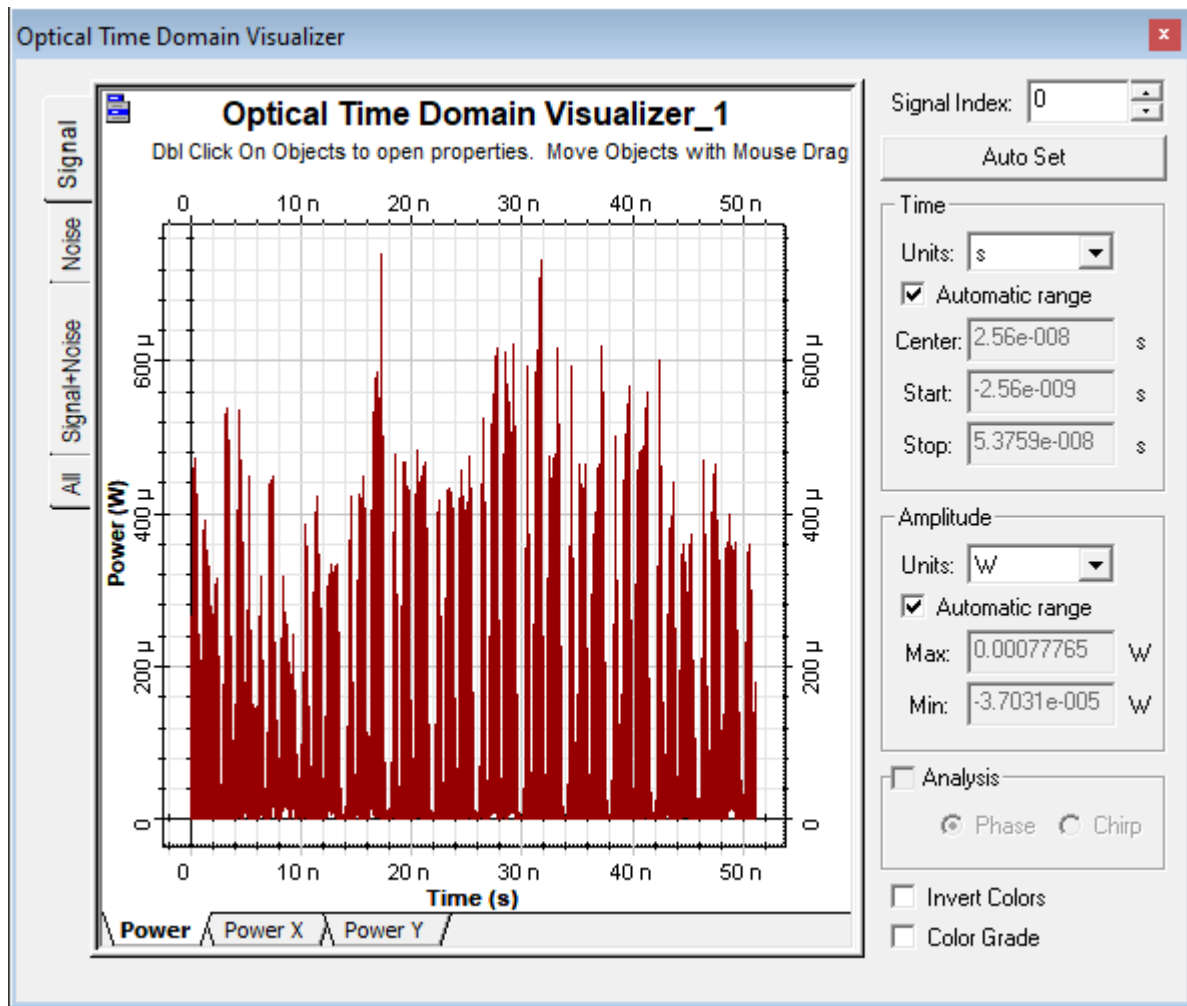 Optical Time Domain Visualizer
x
Signal
Noise
Signal+Noise
All
Optical Time Domain Visualizer_1
Dbl Click On Objects to open properties.  Move Objects with Mouse Drag
0 10 n 20 n 30 n 40 n 50 n
Power (W)
600 µ
400 µ
200 µ
0
600 µ
400 µ
200 µ
0
0 10 n 20 n 30 n 40 n 50 n
Time (s)
Power Power X Power Y
Signal Index: 0
Auto Set
Time
Units: s
Automatic range
Center: 2.56e-008 s
Start: -2.56e-009 s
Stop: 5.3759e-008 s
Amplitude
Units: W
Automatic range
Max: 0.00077765 W
Min: -3.7031e-005 W
Analysis
Phase Chirp
Invert Colors
Color Grade